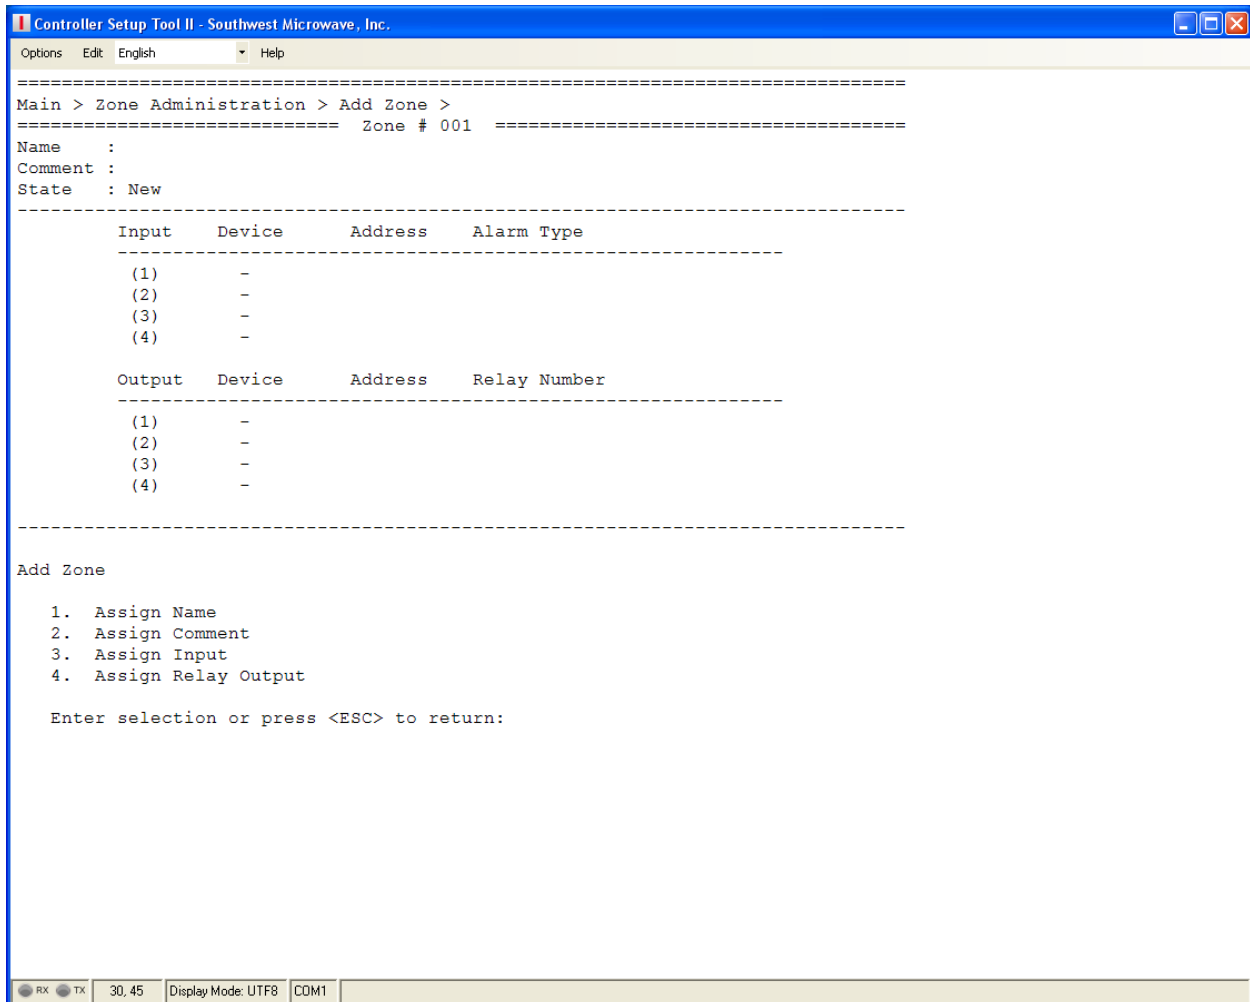 Controller Setup Tool II - Southwest Microwave, Inc.
Options Edit English Help
================================================================================
Main > Zone Administration > Add Zone >
============================= Zone # 001 =====================================
Name :
Comment :
State : New
--------------------------------------------------------------------------------
Input Device Address Alarm Type
------------------------------------------------------------
(1) -
(2) -
(3) -
(4) -
Output Device Address Relay Number
------------------------------------------------------------
(1) -
(2) -
(3) -
(4) -
--------------------------------------------------------------------------------
Add Zone
1. Assign Name
2. Assign Comment
3. Assign Input
4. Assign Relay Output
Enter selection or press <ESC> to return:
RX TX 30, 45 Display Mode: UTF8 COM1